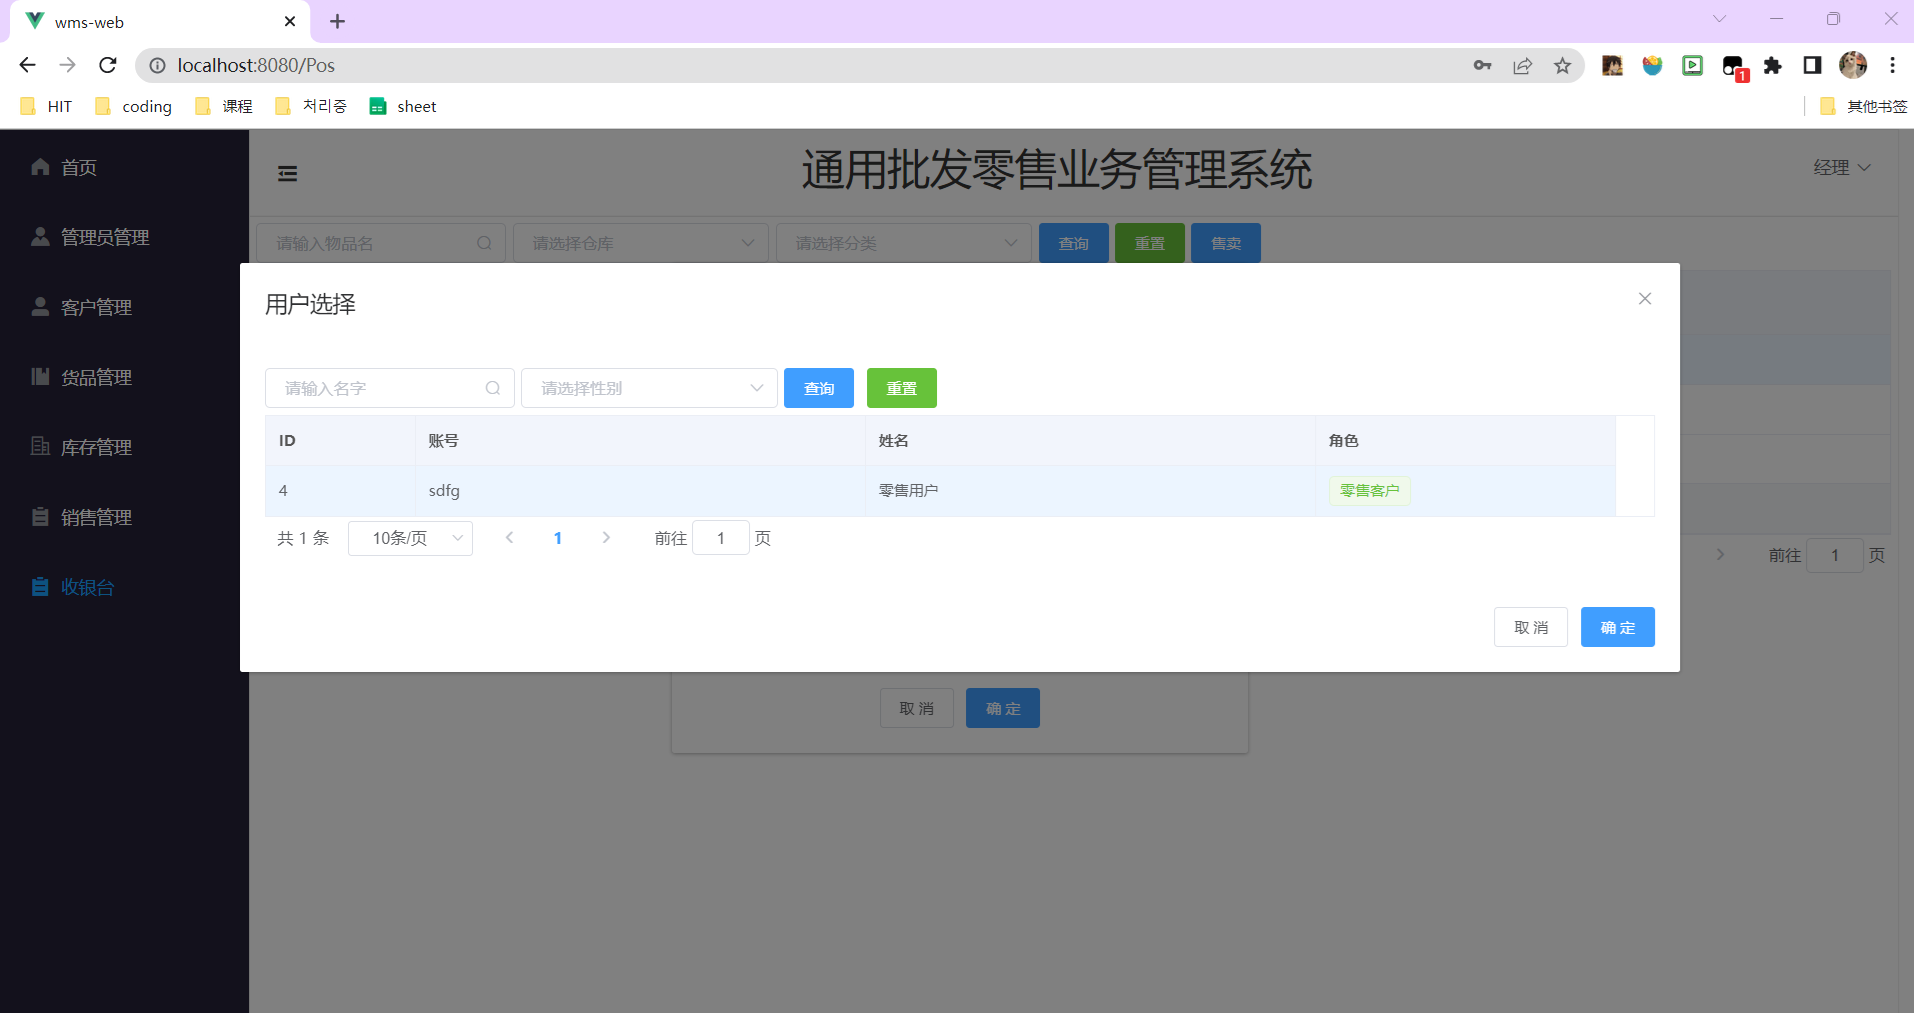 wms-web
localhost:8080/Pos
1
HIT
coding
课程
처리중
sheet
其他书签
首页
管理员管理
客户管理
货品管理
库存管理
销售管理
收银台
通用批发零售业务管理系统
经理
请输入物品名
请选择仓库
请选择分类
查询
重置
售卖
用户选择
请输入名字
请选择性别
查询
重置
ID 账号 姓名 角色
4 sdfg 零售用户 零售客户
共 1 条 10条/页 1 前往 1 页
前往 1 页
取 消 确 定
取 消 确 定